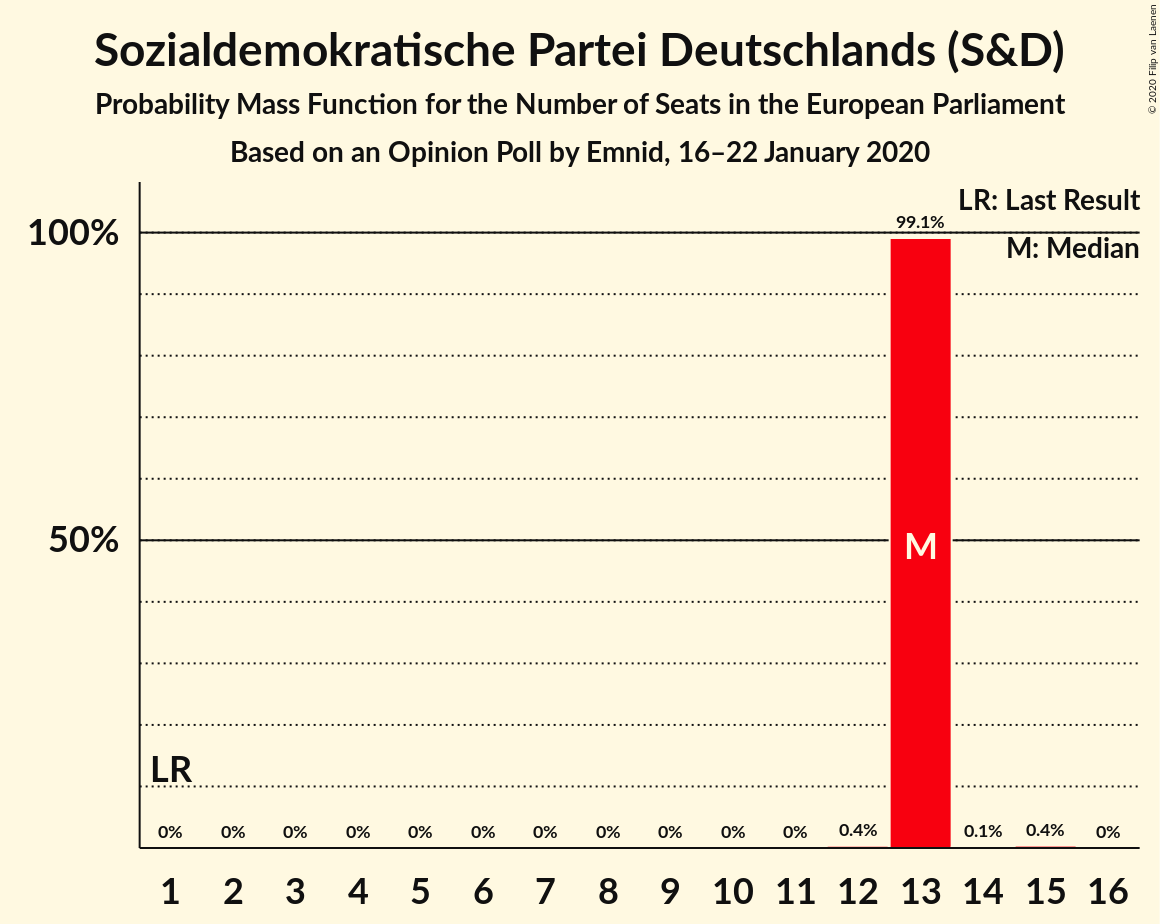 Sozialdemokratische Partei Deutschlands (S&D)
Probability Mass Function for the Number of Seats in the European Parliament
Based on an Opinion Poll by Emnid, 16–22 January 2020
© 2020 Filip van Laenen
LR: Last Result
M: Median
100%
50%
99.1%
M
LR
0% 0% 0% 0% 0% 0% 0% 0% 0% 0% 0% 0.4% 0.1% 0.4% 0%
1 2 3 4 5 6 7 8 9 10 11 12 13 14 15 16